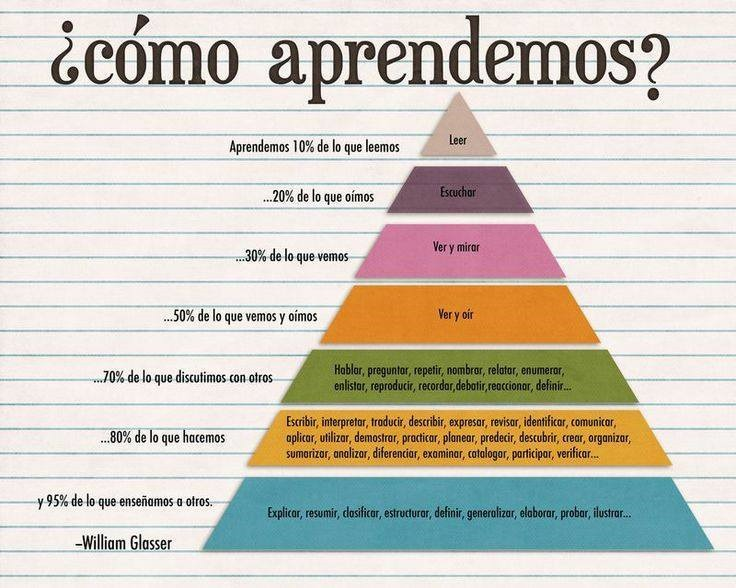 ¿cómo aprendemos?
Aprendemos 10% de lo que leemos
Leer
...20% de lo que oímos
Escuchar
...30% de lo que vemos
Ver y mirar
...50% de lo que vemos y oímos
Ver y oír
...70% de lo que discutimos con otros
Hablar, preguntar, repetir, nombrar, relatar, enumerar,
enlistar, reproducir, recordar,debatir,reaccionar, definir...
...80% de lo que hacemos
Escribir, interpretar, traducir, describir, expresar, revisar, identificar, comunicar,
aplicar, utilizar, demostrar, practicar, planear, predecir, descubrir, crear, organizar,
sumarizar, analizar, diferenciar, examinar, catalogar, participar, verificar...
y 95% de lo que enseñamos a otros.
Explicar, resumir, clasificar, estructurar, definir, generalizar, elaborar, probar, ilustrar...
–William Glasser